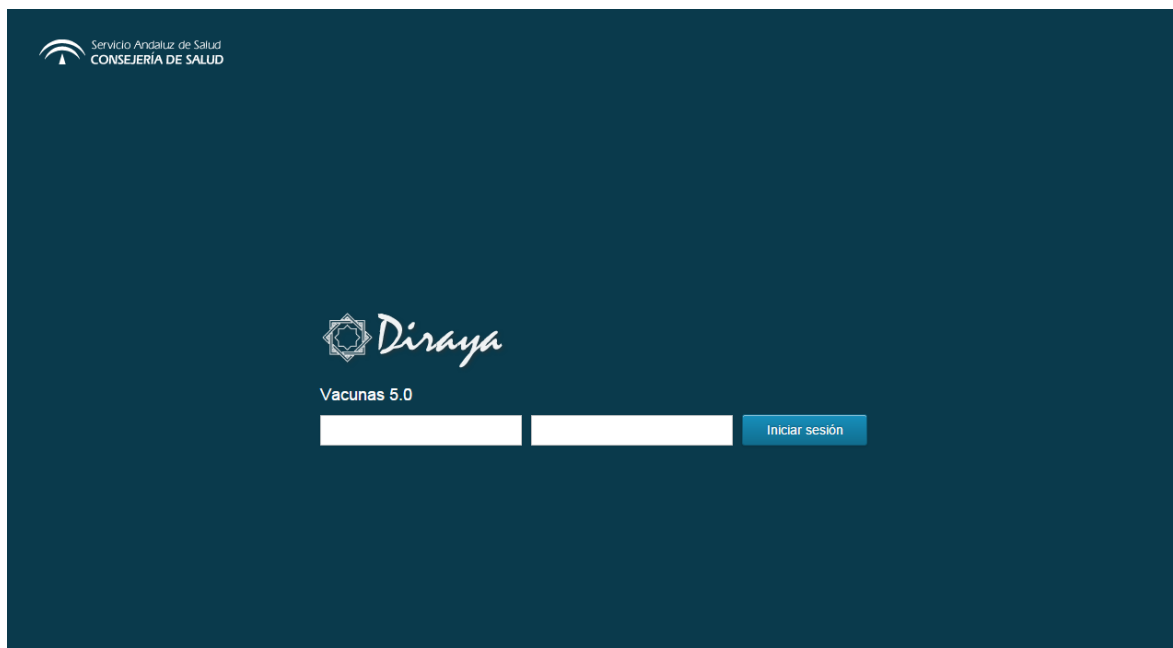 Servicio Andaluz de Salud
CONSEJERÍA DE SALUD
Diraya
Vacunas 5.0
Iniciar sesión